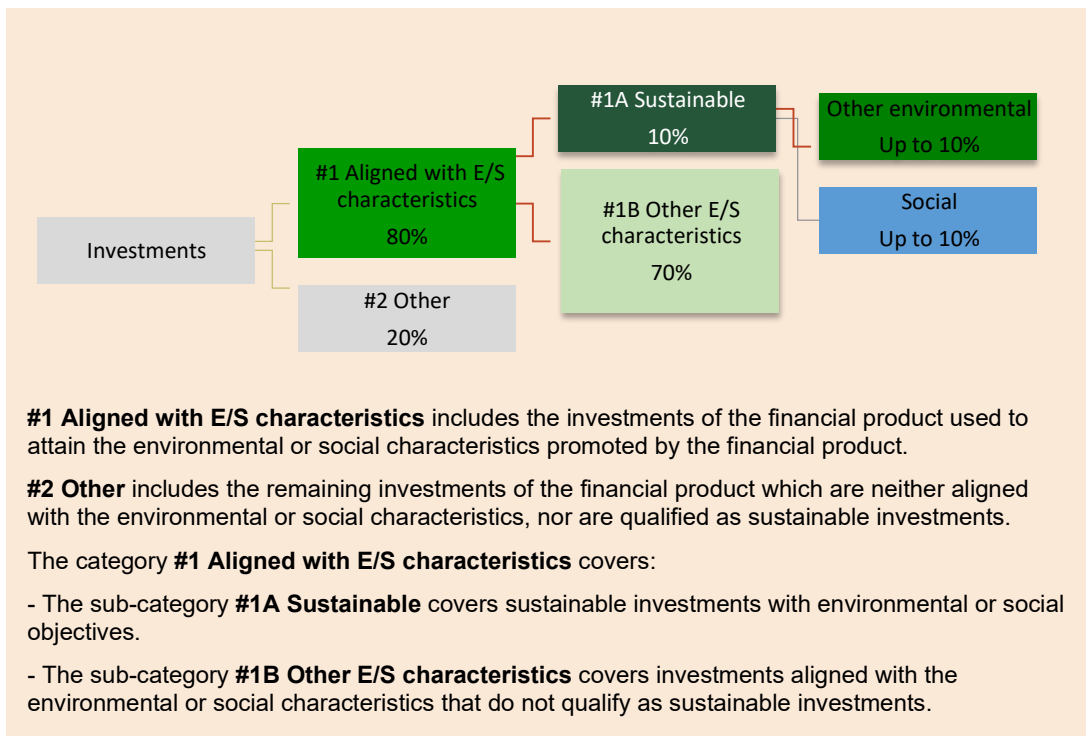 Investments
#1 Aligned with E/S
characteristics
80%
#2 Other
20%
#1A Sustainable
10%
#1B Other E/S
characteristics
70%
Other environmental
Up to 10%
Social
Up to 10%
#1 Aligned with E/S characteristics includes the investments of the financial product used to
attain the environmental or social characteristics promoted by the financial product.
#2 Other includes the remaining investments of the financial product which are neither aligned
with the environmental or social characteristics, nor are qualified as sustainable investments.
The category #1 Aligned with E/S characteristics covers:
- The sub-category #1A Sustainable covers sustainable investments with environmental or social
objectives.
- The sub-category #1B Other E/S characteristics covers investments aligned with the
environmental or social characteristics that do not qualify as sustainable investments.